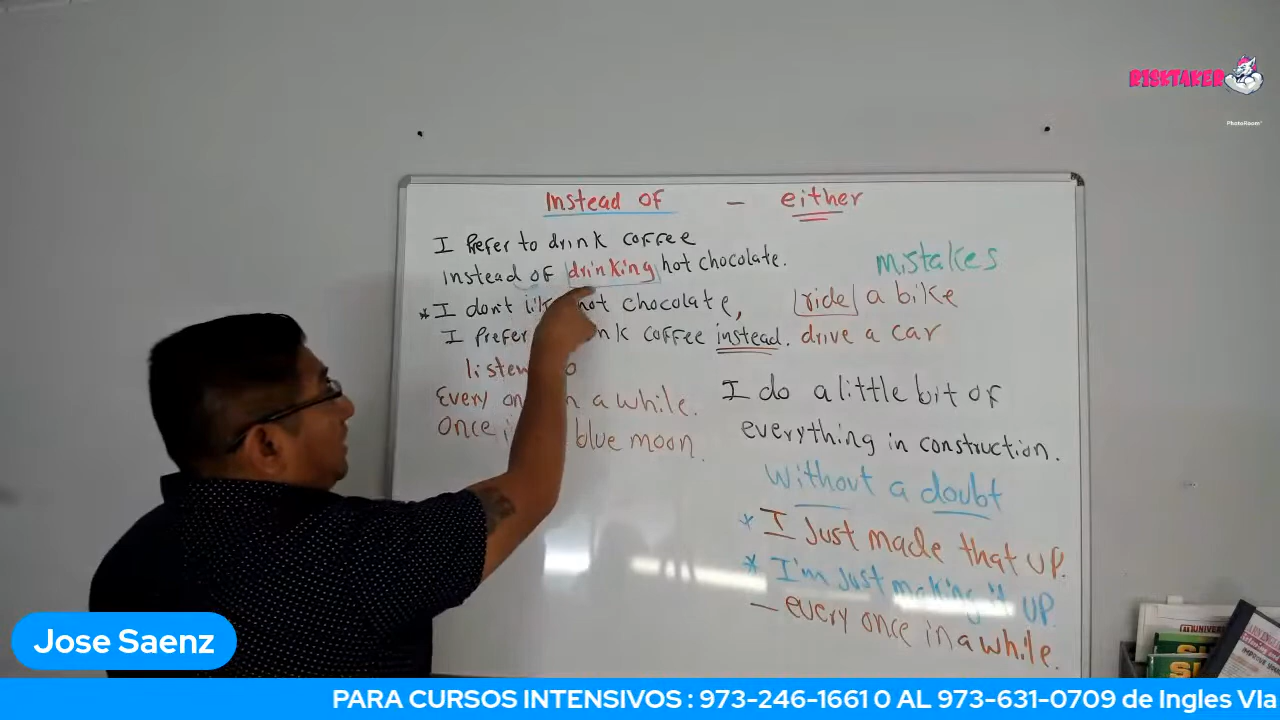 RISKTAKER
PhotoRoom
Instead of - either
I Prefer to drink coffee
instead of drinking hot chocolate.
*I don't like hot chocolate,
I Prefer drink coffee instead.
listen to
Every once in a while.
Once in blue moon.
mistakes
ride a bike
drive a car
I do a little bit of
everything in construction.
Without a doubt
* I Just made that UP.
* I'm Just making it UP.
- every once in a while.
Jose Saenz
PARA CURSOS INTENSIVOS : 973-246-1661 0 AL 973-631-0709 de Ingles VIa